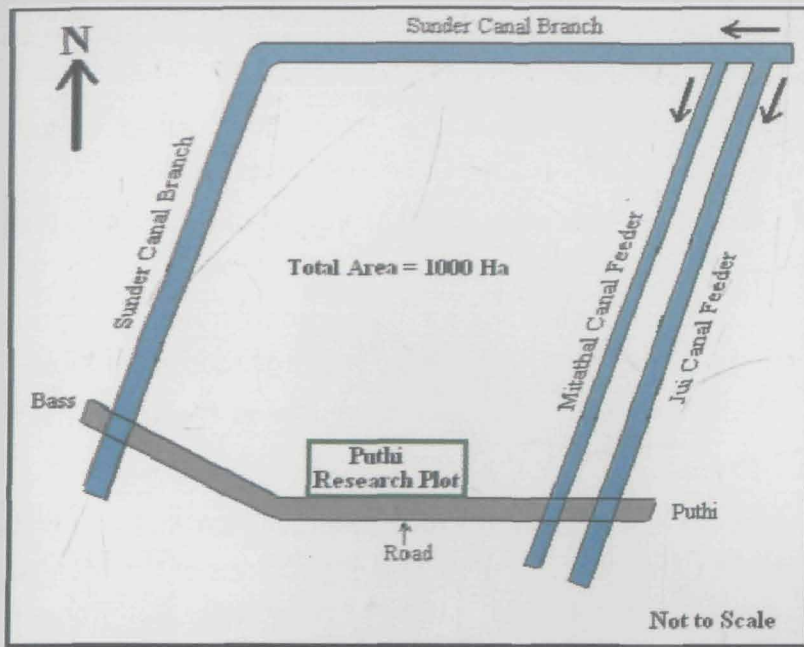 Sunder Canal Branch
N
Sunder Canal Branch
Total Area = 1000 Ha
Mitathal Canal Feeder
Jui Canal Feeder
Bass
Puthi
Research Plot
Puthi
Road
Not to Scale